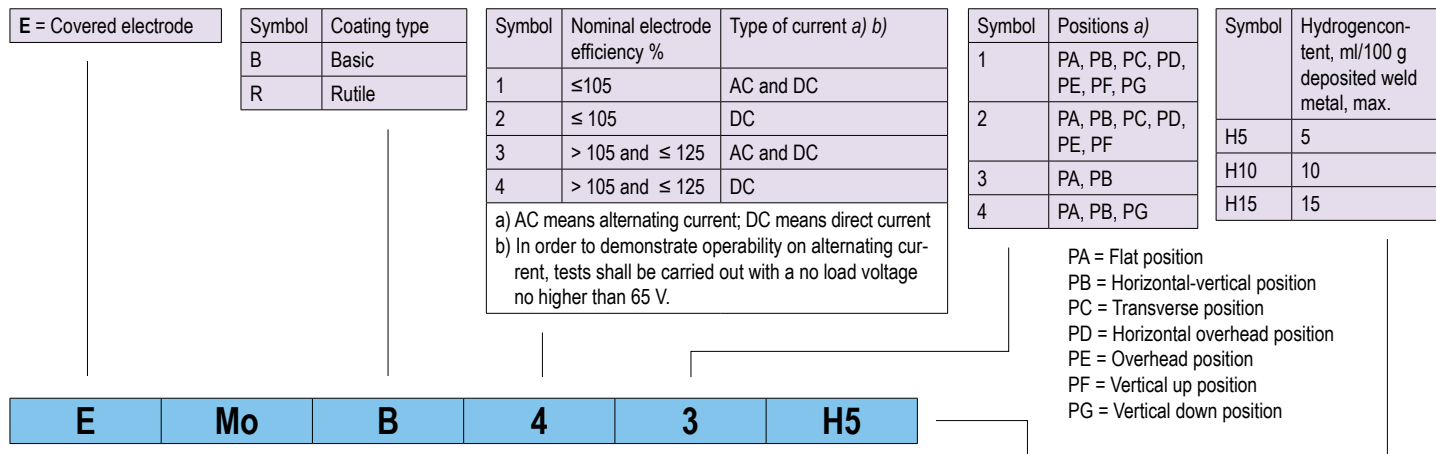 E = Covered electrode
Symbol Coating type
B Basic
R Rutile
Symbol Nominal electrode efficiency % Type of current a) b)
1 ≤105 AC and DC
2 ≤ 105 DC
3 > 105 and ≤ 125 AC and DC
4 > 105 and ≤ 125 DC
a) AC means alternating current; DC means direct current
b) In order to demonstrate operability on alternating cur-
rent, tests shall be carried out with a no load voltage
no higher than 65 V.
Symbol Positions a)
1 PA, PB, PC, PD,
PE, PF, PG
2 PA, PB, PC, PD,
PE, PF
3 PA, PB
4 PA, PB, PG
Symbol Hydrogencon-
tent, ml/100 g
deposited weld
metal, max.
H5 5
H10 10
H15 15
PA = Flat position
PB = Horizontal-vertical position
PC = Transverse position
PD = Horizontal overhead position
PE = Overhead position
PF = Vertical up position
PG = Vertical down position
E Mo B 4 3 H5